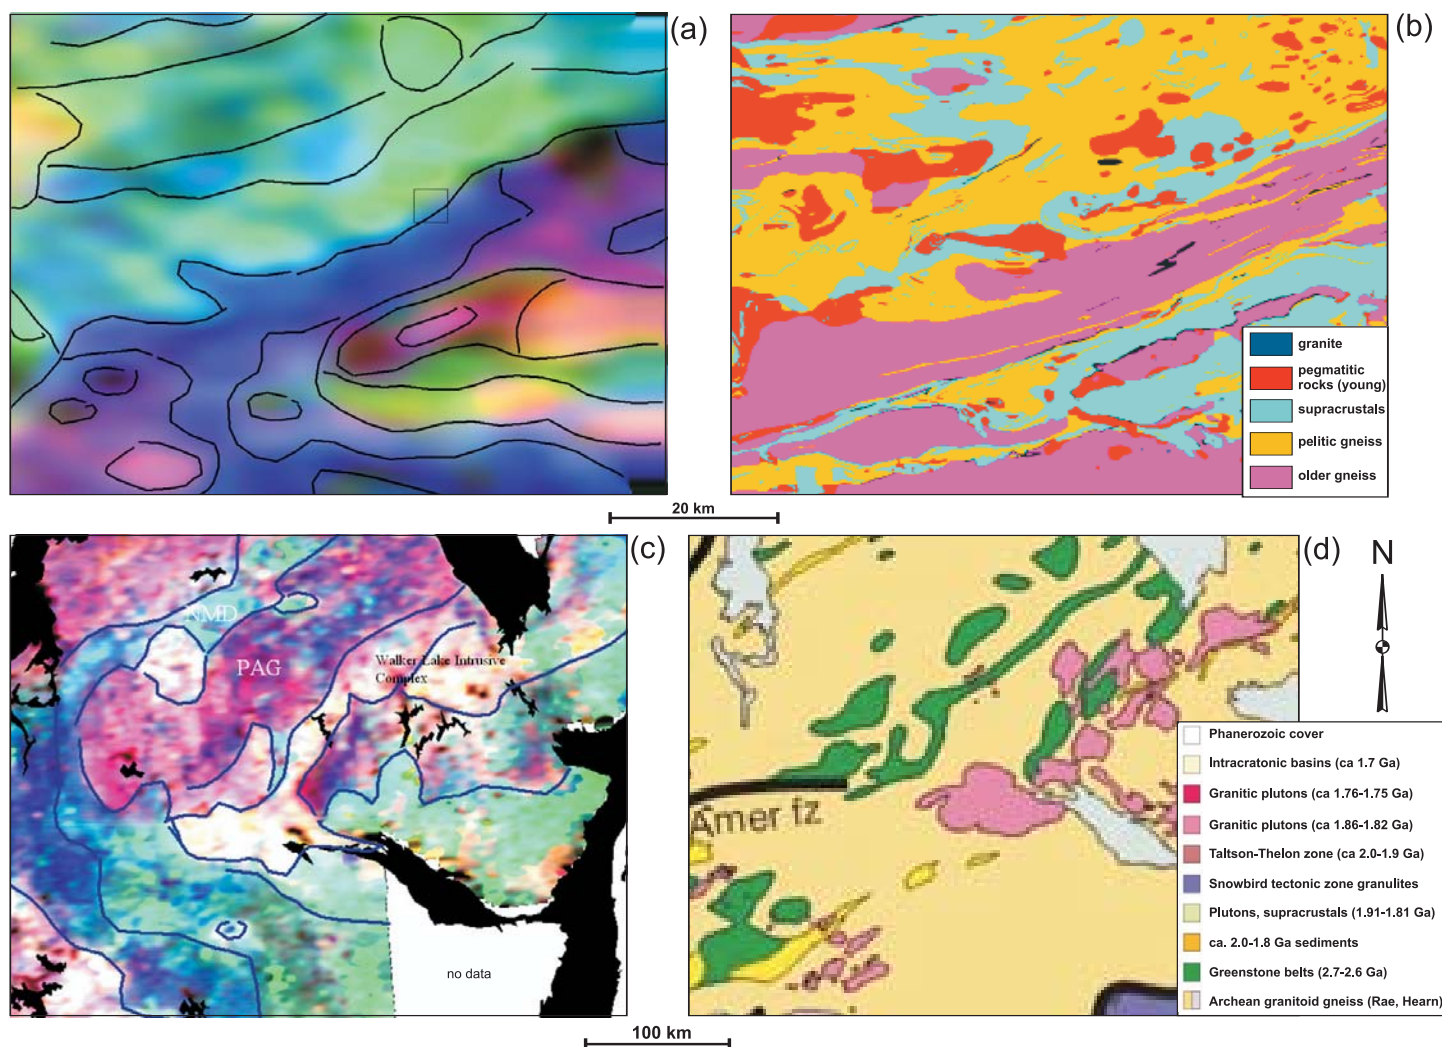 (a)
(b)
granite
pegmatitic
rocks (young)
supracrustals
pelitic gneiss
older gneiss
20 km
(c)
NMD
PAG
Walker Lake Intrusive
Complex
no data
(d)
Amer fz
N
Phanerozoic cover
Intracratonic basins (ca 1.7 Ga)
Granitic plutons (ca 1.76-1.75 Ga)
Granitic plutons (ca 1.86-1.82 Ga)
Taltson-Thelon zone (ca 2.0-1.9 Ga)
Snowbird tectonic zone granulites
Plutons, supracrustals (1.91-1.81 Ga)
ca. 2.0-1.8 Ga sediments
Greenstone belts (2.7-2.6 Ga)
Archean granitoid gneiss (Rae, Hearn)
100 km